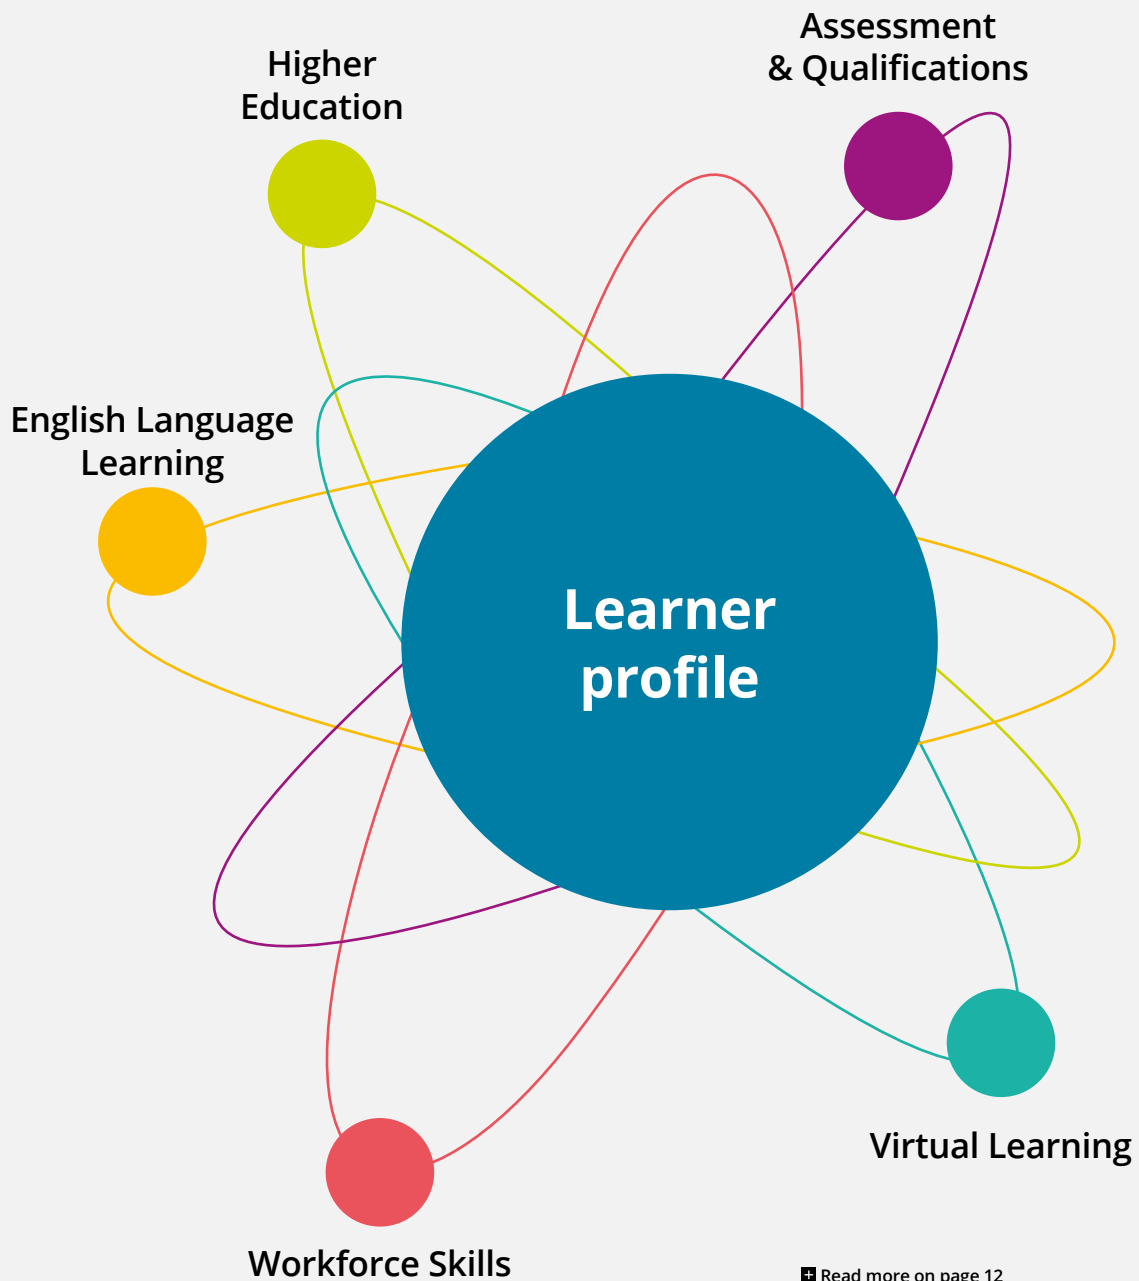 Assessment
& Qualifications
Higher
Education
English Language
Learning
Learner
profile
Virtual Learning
Workforce Skills
Read more on page 12